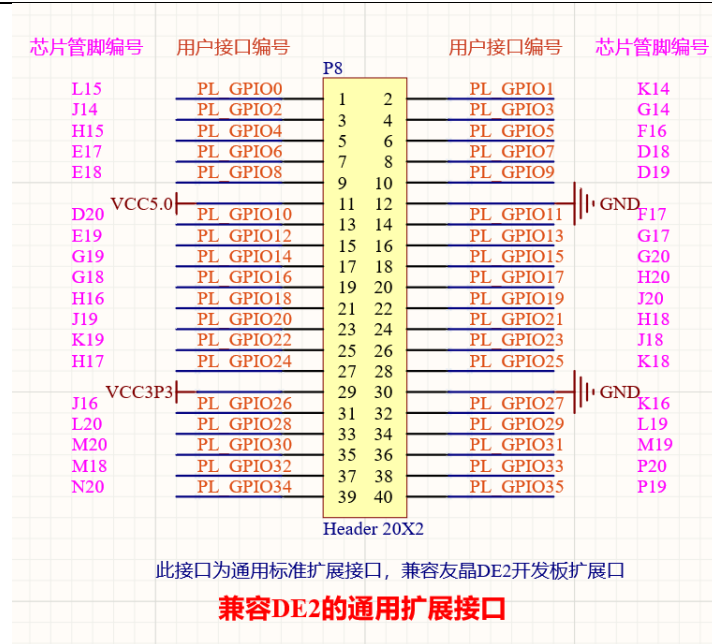 芯片管脚编号 用户接口编号 用户接口编号 芯片管脚编号
P8
L15 PL_GPIO0 1 2 PL_GPIO1 K14
J14 PL_GPIO2 3 4 PL_GPIO3 G14
H15 PL_GPIO4 5 6 PL_GPIO5 F16
E17 PL_GPIO6 7 8 PL_GPIO7 D18
E18 PL_GPIO8 9 10 PL_GPIO9 D19
VCC5.0 11 12 GND
D20 PL_GPIO10 13 14 PL_GPIO11 F17
E19 PL_GPIO12 15 16 PL_GPIO13 G17
G19 PL_GPIO14 17 18 PL_GPIO15 G20
G18 PL_GPIO16 19 20 PL_GPIO17 H20
H16 PL_GPIO18 21 22 PL_GPIO19 J20
J19 PL_GPIO20 23 24 PL_GPIO21 H18
K19 PL_GPIO22 25 26 PL_GPIO23 J18
H17 PL_GPIO24 27 28 PL_GPIO25 K18
VCC3P3 29 30 GND
J16 PL_GPIO26 31 32 PL_GPIO27 K16
L20 PL_GPIO28 33 34 PL_GPIO29 L19
M20 PL_GPIO30 35 36 PL_GPIO31 M19
M18 PL_GPIO32 37 38 PL_GPIO33 P20
N20 PL_GPIO34 39 40 PL_GPIO35 P19
Header 20X2
此接口为通用标准扩展接口，兼容友晶DE2开发板扩展口
兼容DE2的通用扩展接口